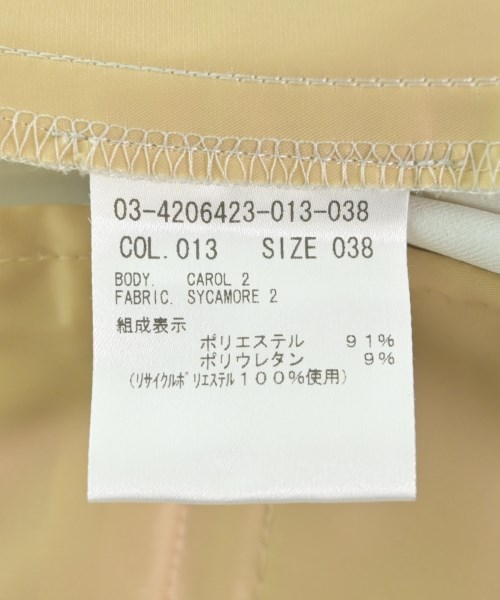 03-4206423-013-038
COL. 013 SIZE 038
BODY. CAROL 2
FABRIC. SYCAMORE 2
組成表示
ポリエステル ９１％
ポリウレタン ９％
（ﾘｻｲｸﾙﾎﾟﾘｴｽﾃﾙ１００％使用）